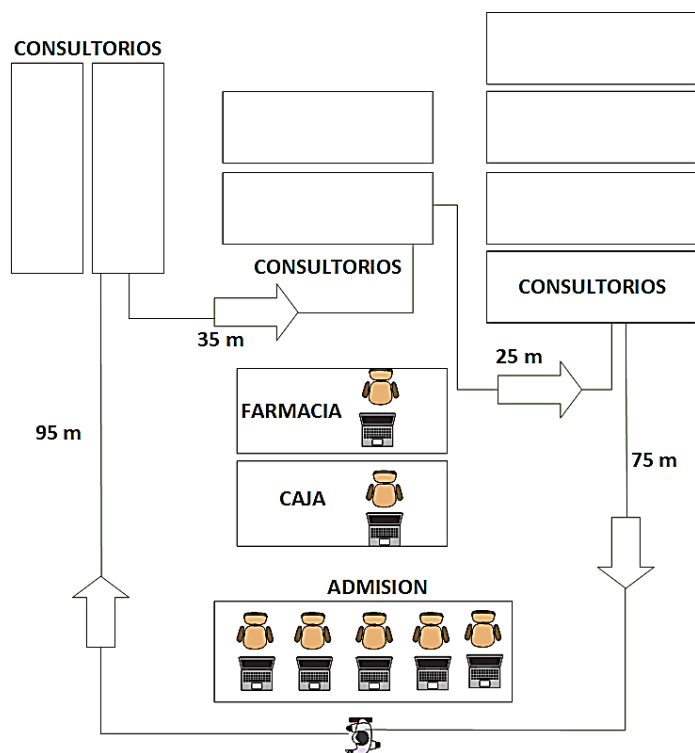 CONSULTORIOS
CONSULTORIOS
CONSULTORIOS
35 m
25 m
FARMACIA
95 m
75 m
CAJA
ADMISION